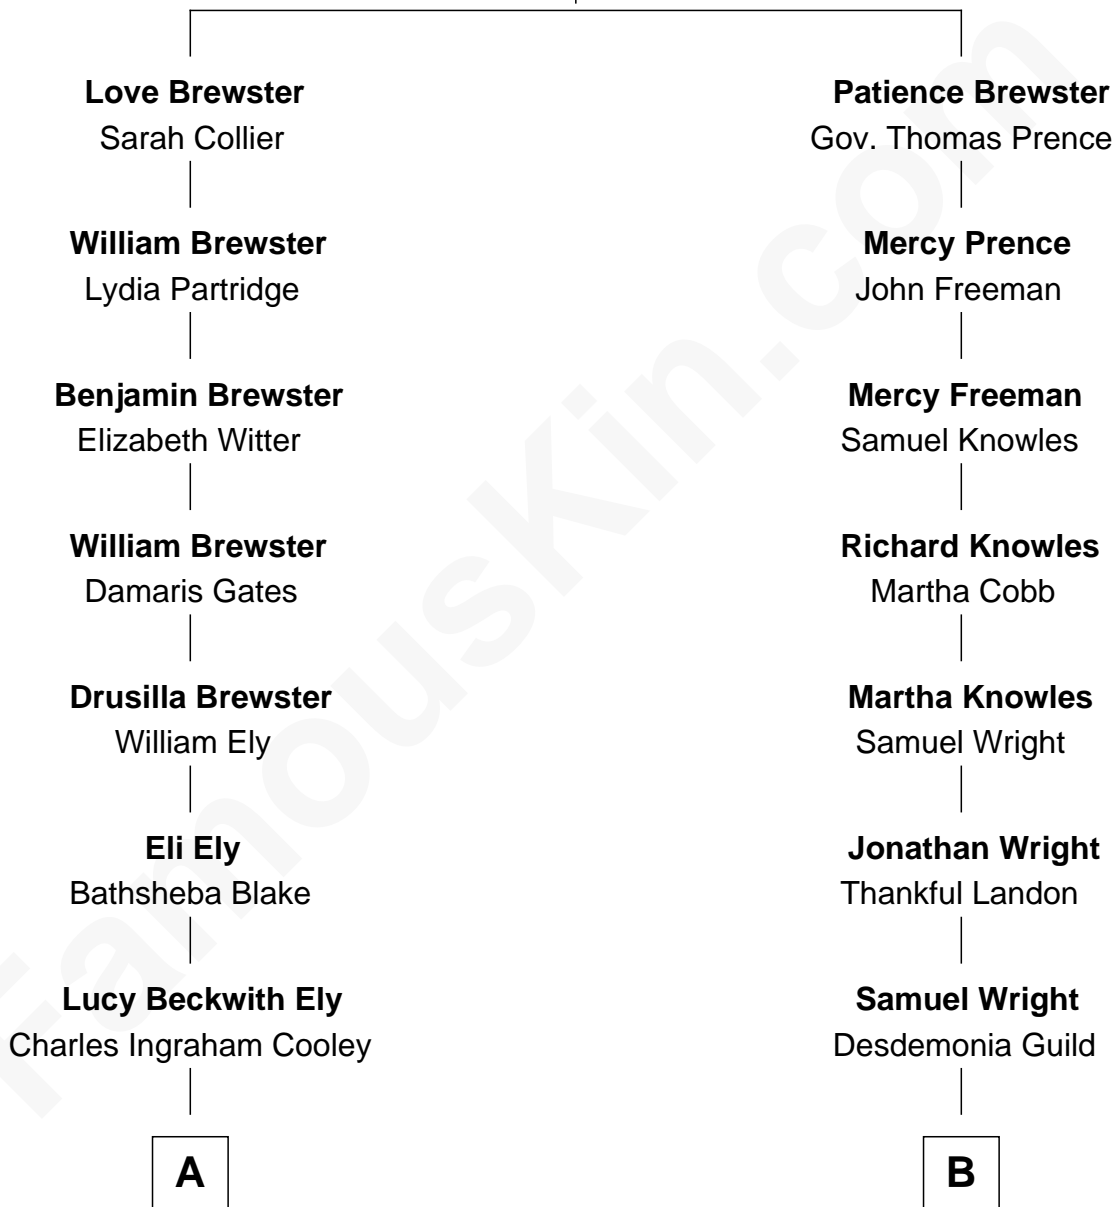 Love Brewster
Sarah Collier
William Brewster
Lydia Partridge
Benjamin Brewster
Elizabeth Witter
William Brewster
Damaris Gates
Drusilla Brewster
William Ely
Eli Ely
Bathsheba Blake
Lucy Beckwith Ely
Charles Ingraham Cooley
A
Patience Brewster
Gov. Thomas Prence
Mercy Prence
John Freeman
Mercy Freeman
Samuel Knowles
Richard Knowles
Martha Cobb
Martha Knowles
Samuel Wright
Jonathan Wright
Thankful Landon
Samuel Wright
Desdemonia Guild
B
FamousKin.com